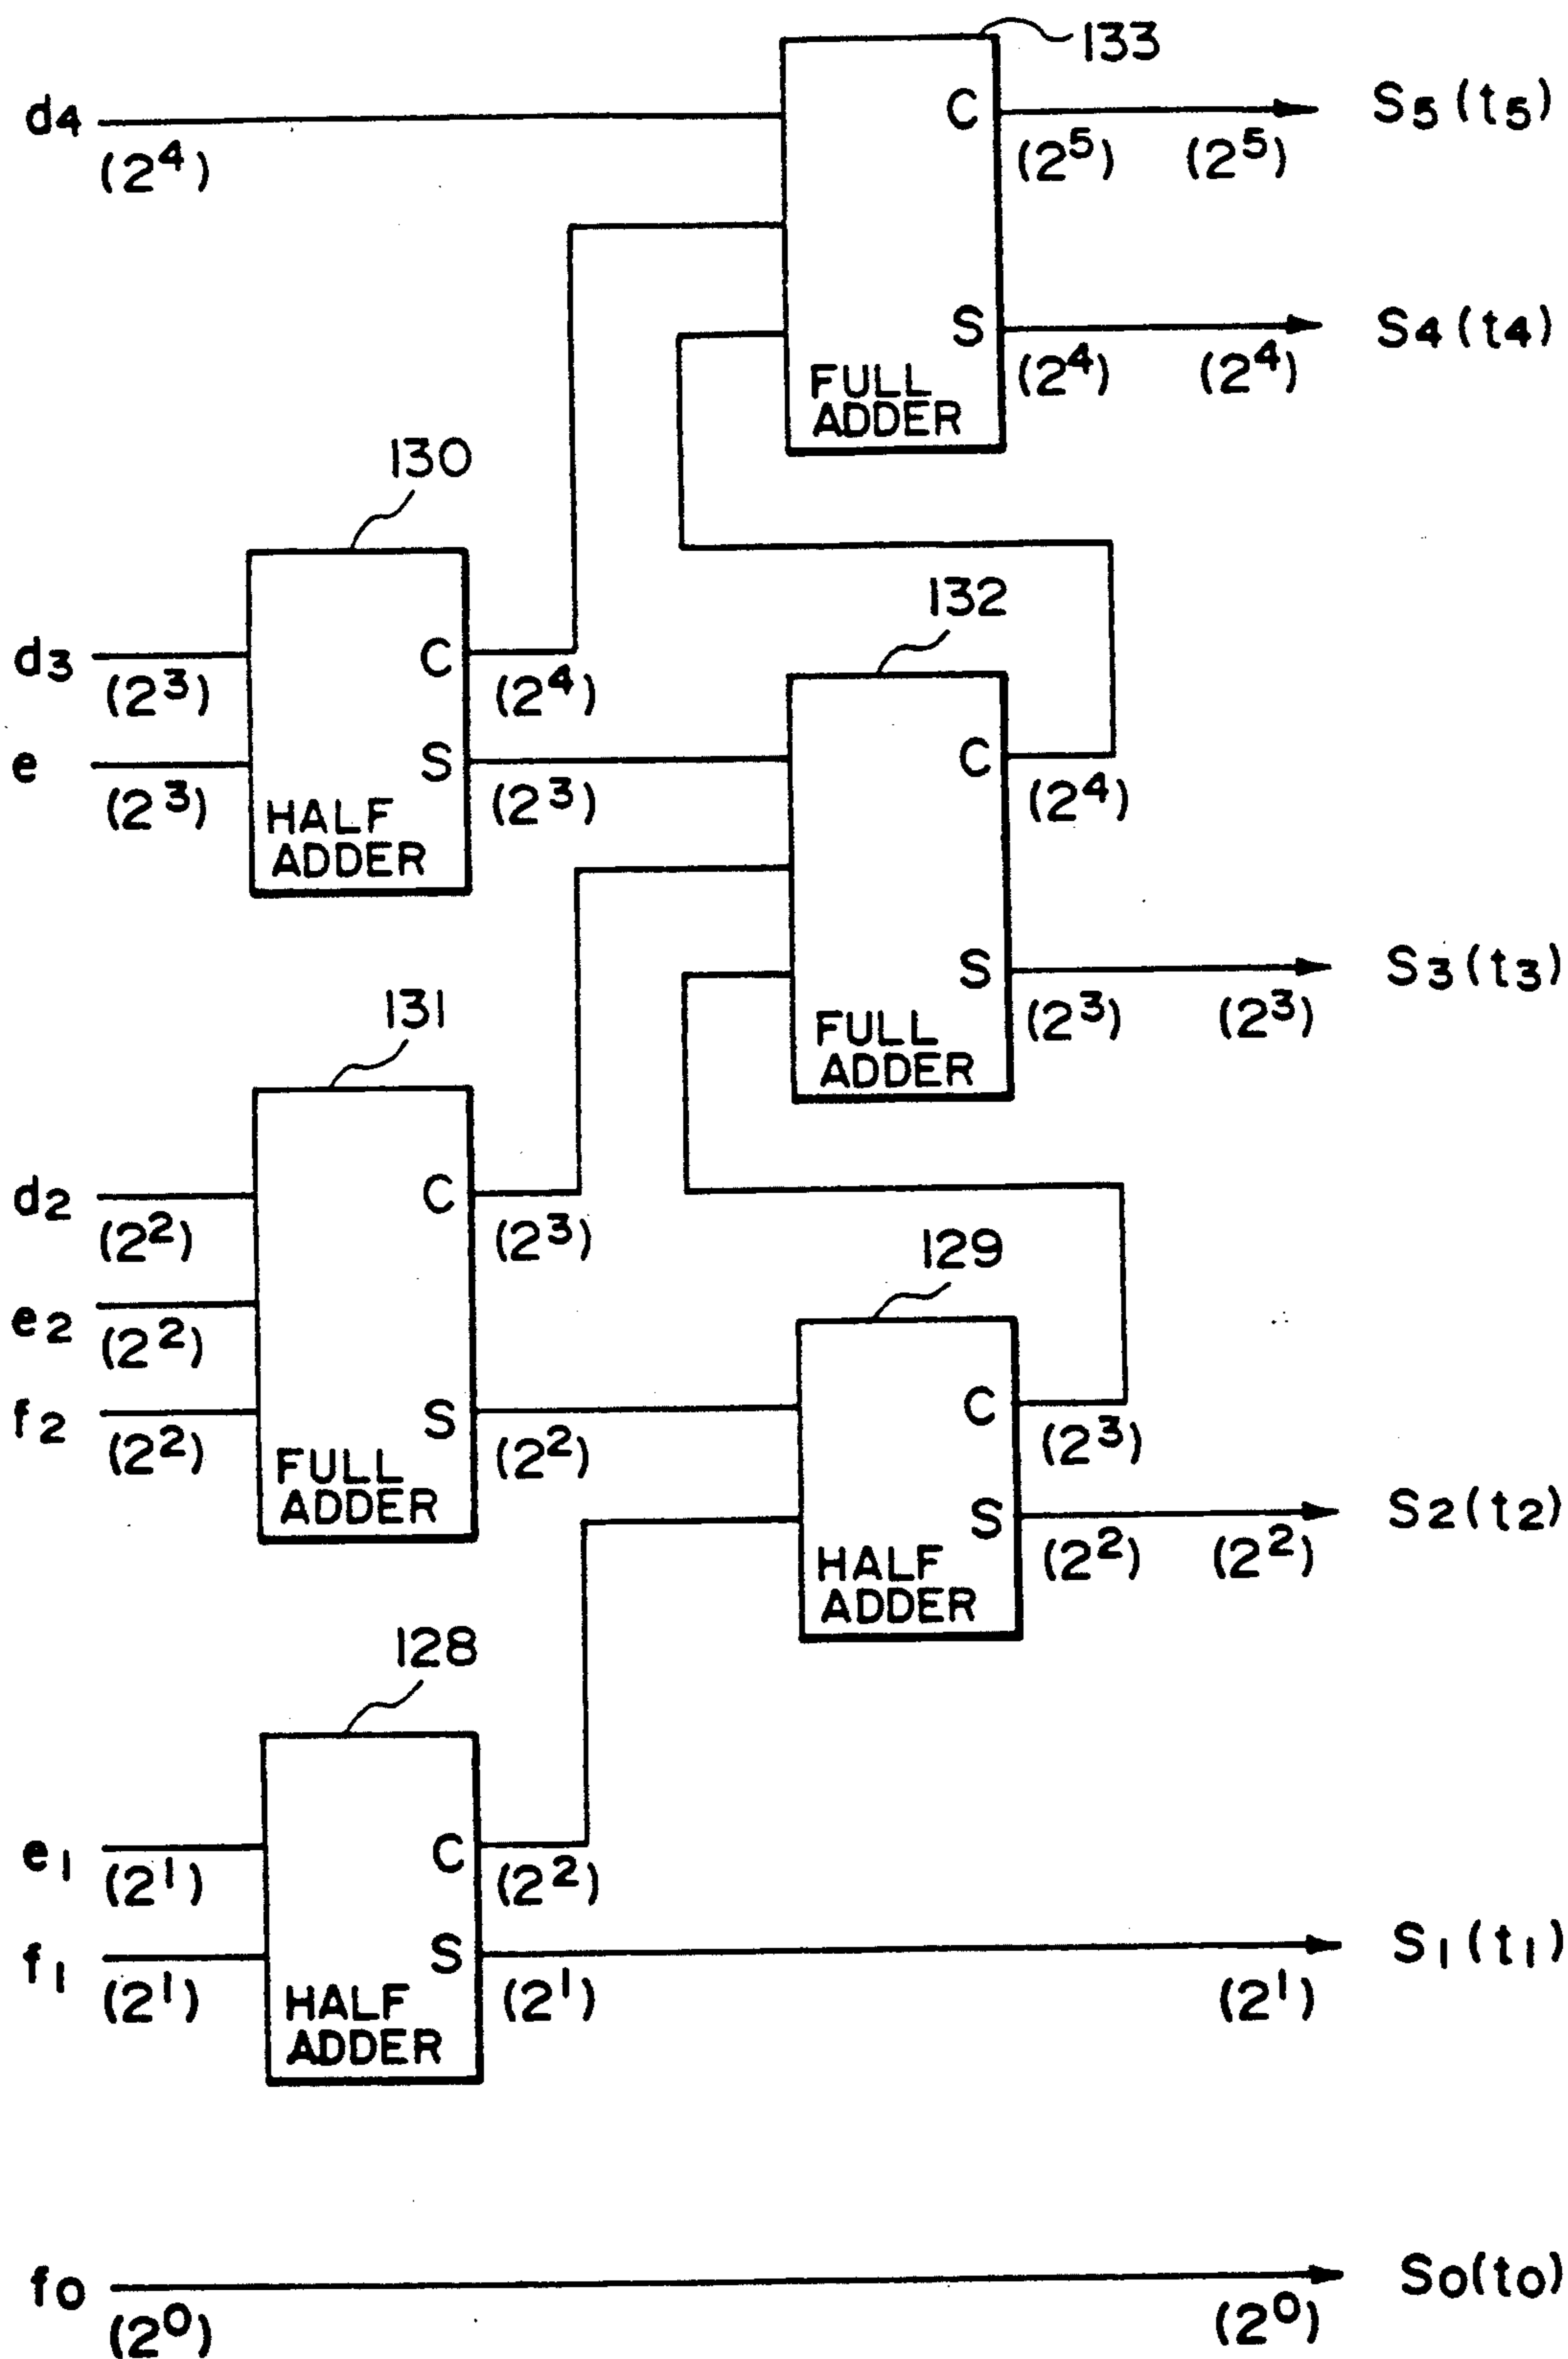 133
d4
(2⁴)
C
(2⁵)
(2⁵)
S5(t5)
S
(2⁴)
(2⁴)
S4(t4)
FULL
ADDER
130
d3
(2³)
e
(2³)
C
(2⁴)
S
(2³)
HALF
ADDER
132
C
(2⁴)
S
(2³)
(2³)
S3(t3)
FULL
ADDER
131
d2
(2²)
e2
(2²)
f2
(2²)
C
(2³)
S
(2²)
FULL
ADDER
129
C
(2³)
S
(2²)
(2²)
S2(t2)
HALF
ADDER
128
e1
(2¹)
f1
(2¹)
C
(2²)
S
(2¹)
(2¹)
S1(t1)
HALF
ADDER
f0
(2⁰)
(2⁰)
S0(t0)